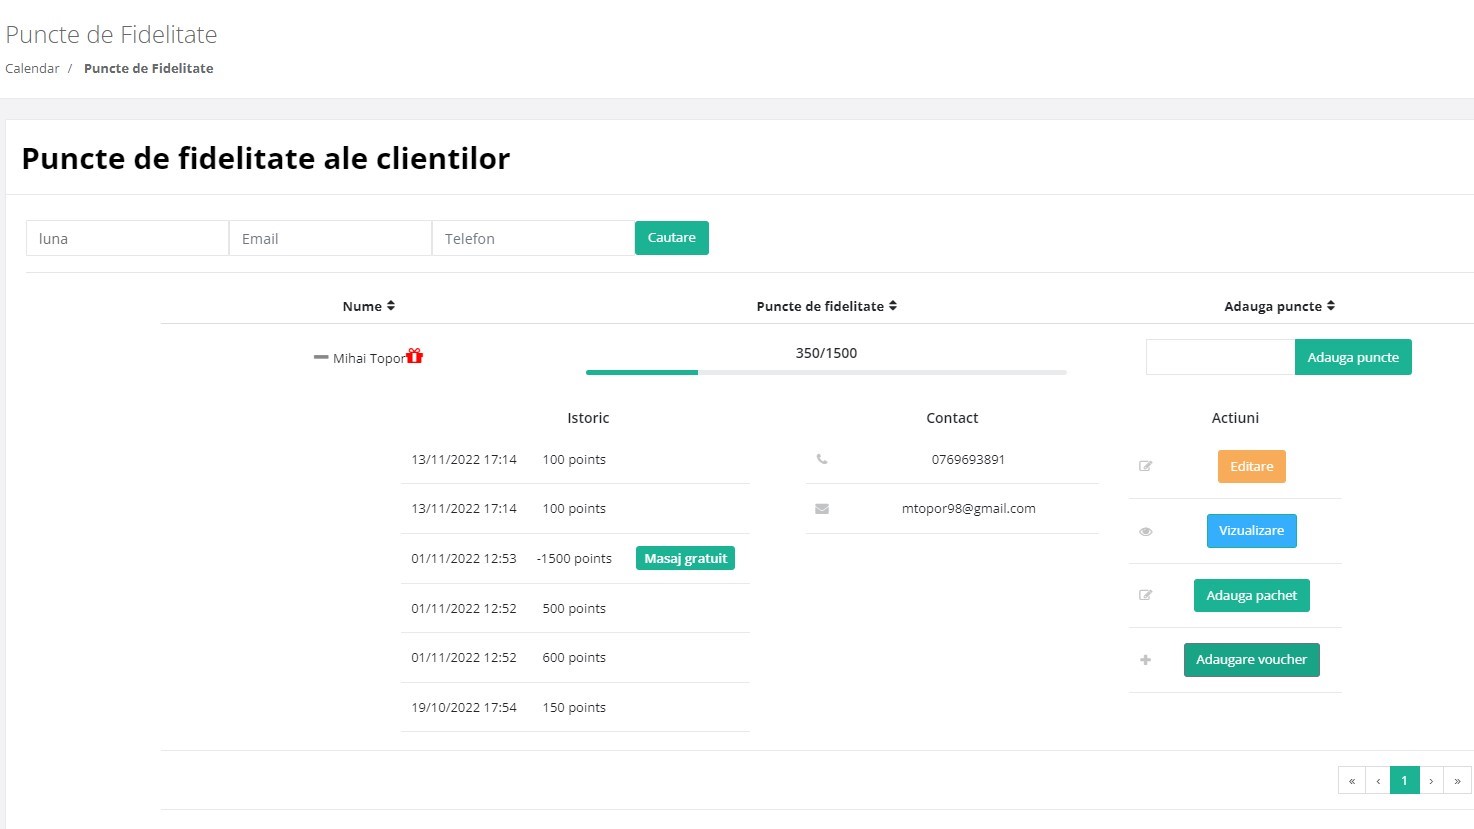 Puncte de Fidelitate
Calendar / Puncte de Fidelitate
Puncte de fidelitate ale clientilor
luna Email Telefon Cautare
Nume Puncte de fidelitate Adauga puncte
Mihai Topor 350/1500 Adauga puncte
Istoric Contact Actiuni
13/11/2022 17:14 100 points 0769693891 Editare
13/11/2022 17:14 100 points mtopor98@gmail.com Vizualizare
01/11/2022 12:53 -1500 points Masaj gratuit
01/11/2022 12:52 500 points Adauga pachet
01/11/2022 12:52 600 points Adaugare voucher
19/10/2022 17:54 150 points
« ‹ 1 › »